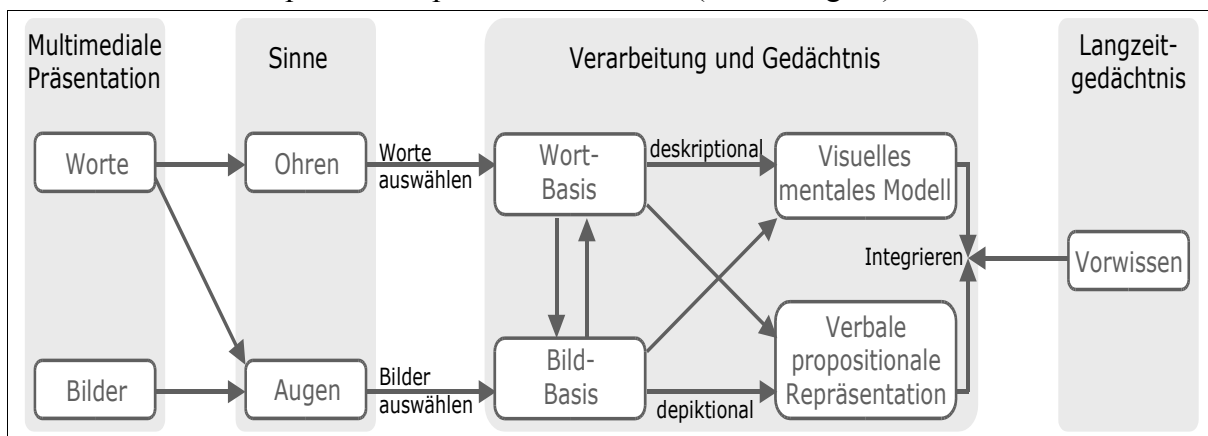 Multimediale
Präsentation
Sinne
Verarbeitung und Gedächtnis
Langzeit-
gedächtnis
Worte
Ohren
Worte
auswählen
Wort-
Basis
deskriptional
Visuelles
mentales Modell
Integrieren
Vorwissen
Bilder
Augen
Bilder
auswählen
Bild-
Basis
depiktional
Verbale
propositionale
Repräsentation